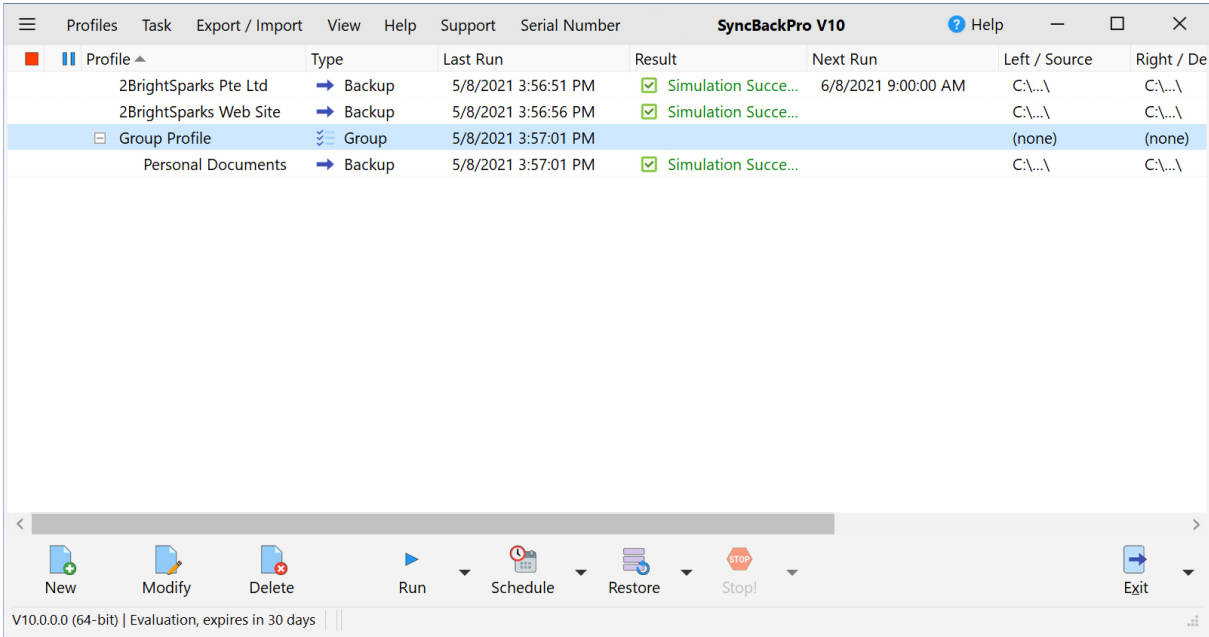 Profiles Task Export / Import View Help Support Serial Number SyncBackPro V10 ? Help
Profile Type Last Run Result Next Run Left / Source Right / De
2BrightSparks Pte Ltd Backup 5/8/2021 3:56:51 PM Simulation Succe... 6/8/2021 9:00:00 AM C:\...\ C:\...\
2BrightSparks Web Site Backup 5/8/2021 3:56:56 PM Simulation Succe... C:\...\ C:\...\
Group Profile Group 5/8/2021 3:57:01 PM (none) (none)
Personal Documents Backup 5/8/2021 3:57:01 PM Simulation Succe... C:\...\ C:\...\
STOP
New Modify Delete Run Schedule Restore Stop! Exit
V10.0.0.0 (64-bit) | Evaluation, expires in 30 days